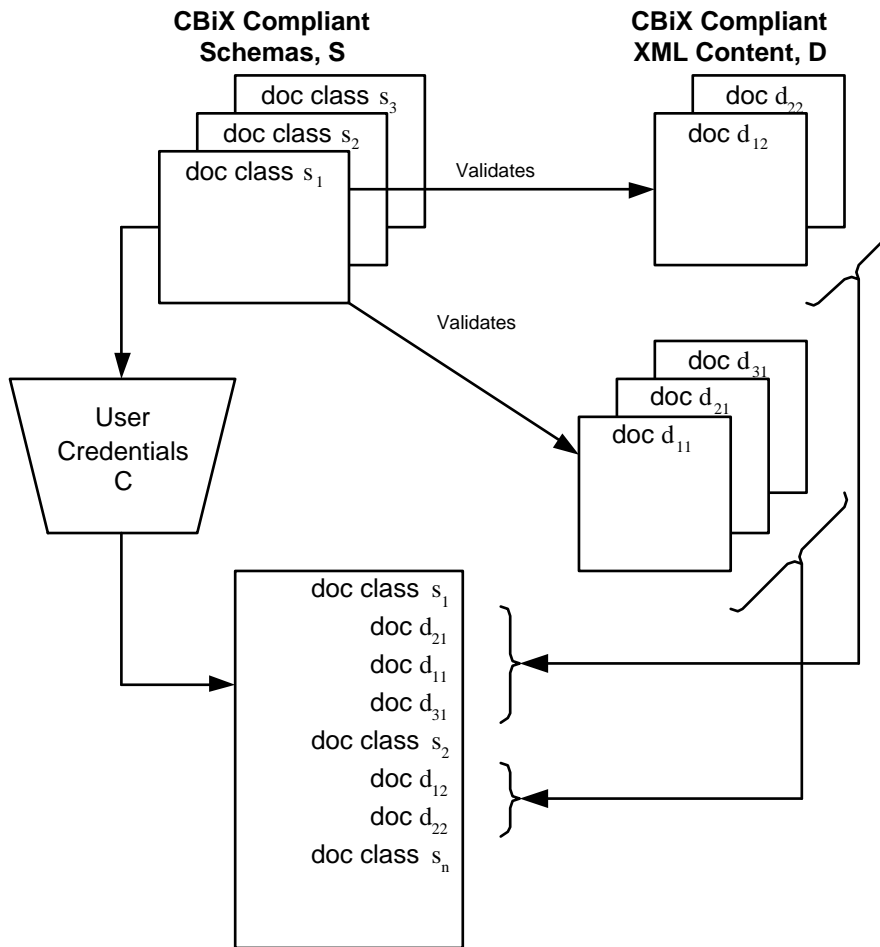 CBiX Compliant
Schemas, S
CBiX Compliant
XML Content, D
doc class s3
doc class s2
doc class s1
Validates
doc d22
doc d12
Validates
doc d31
doc d21
doc d11
User
Credentials
C
doc class s1
doc d21
doc d11
doc d31
doc class s2
doc d12
doc d22
doc class sn